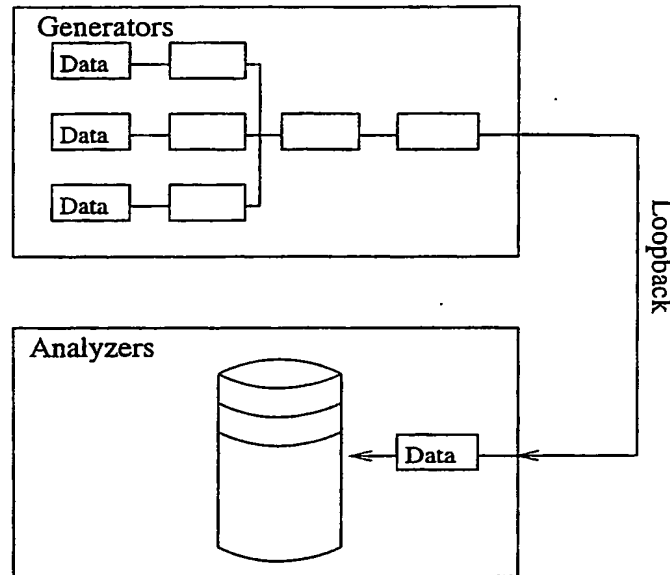 Generators
Data
Data
Data
Loopback
Analyzers
Data